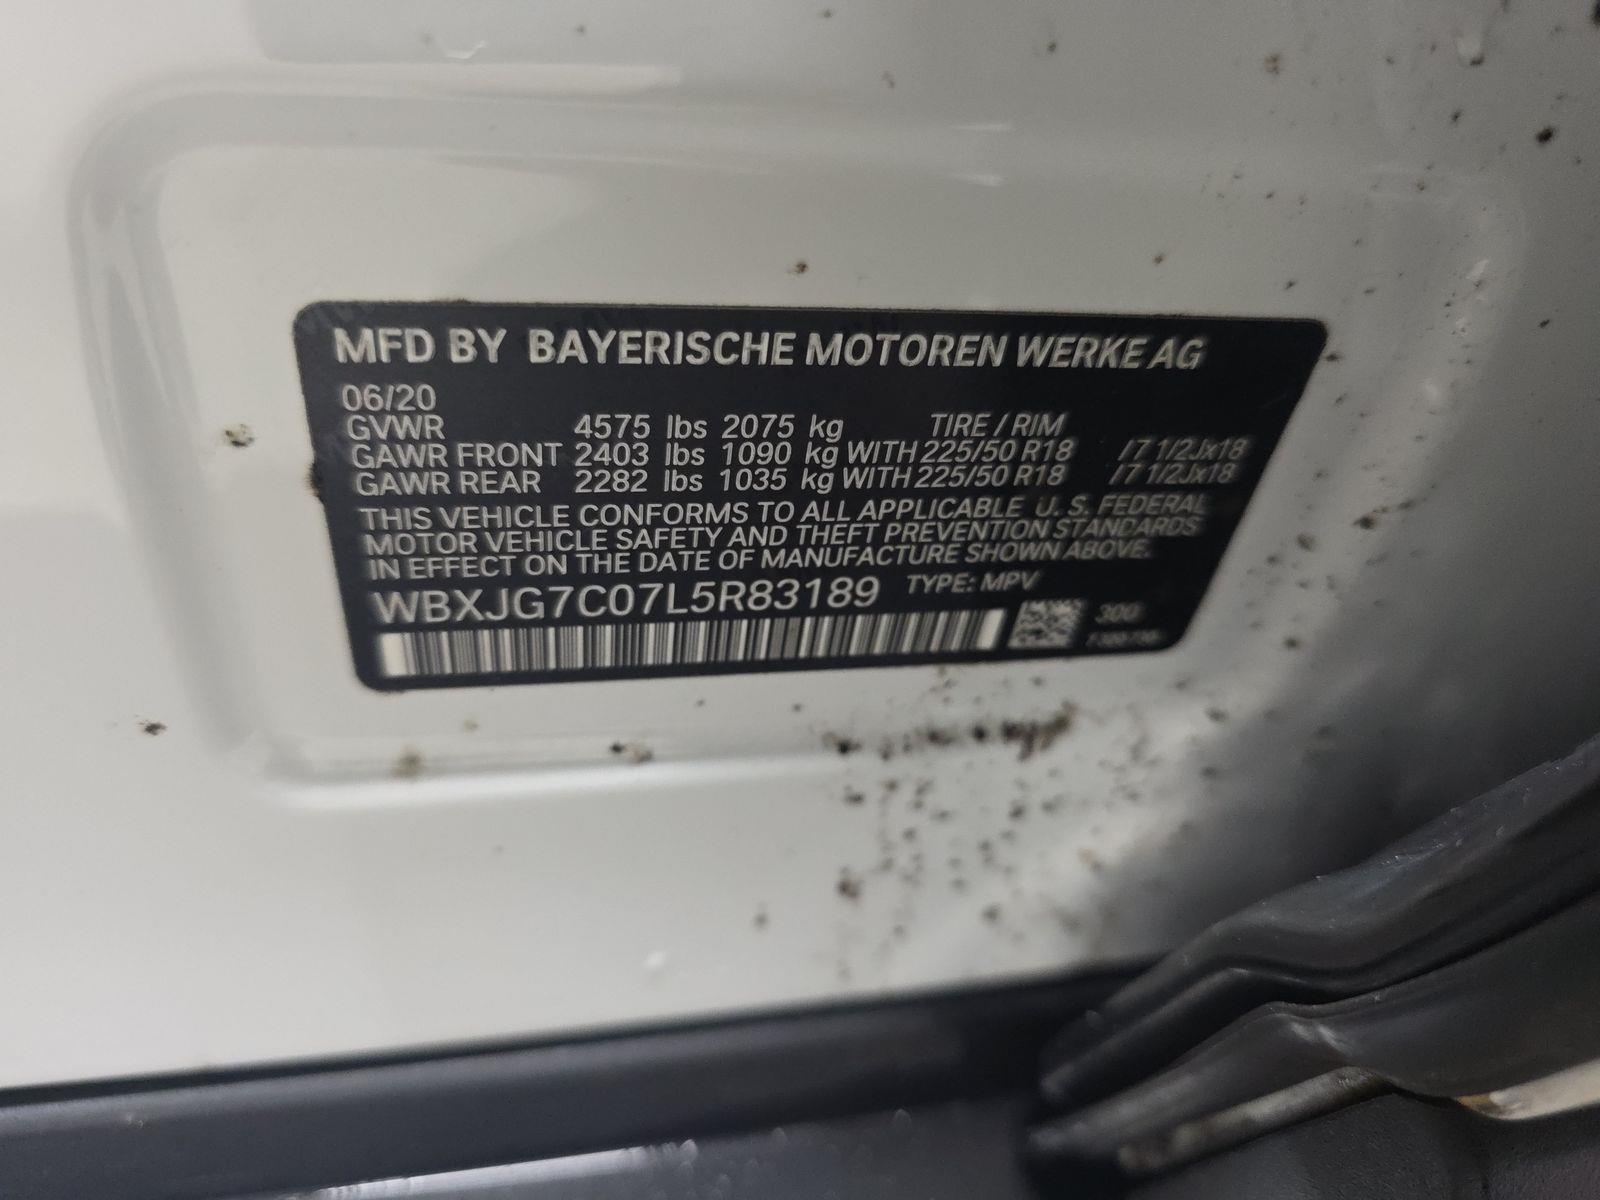 MFD BY BAYERISCHE MOTOREN WERKE AG
06/20
GVWR 4575 lbs 2075 kg TIRE / RIM
GAWR FRONT 2403 lbs 1090 kg WITH 225/50 R18 /7 1/2Jx18
GAWR REAR 2282 lbs 1035 kg WITH 225/50 R18 /7 1/2Jx18
THIS VEHICLE CONFORMS TO ALL APPLICABLE U. S. FEDERAL
MOTOR VEHICLE SAFETY AND THEFT PREVENTION STANDARDS
IN EFFECT ON THE DATE OF MANUFACTURE SHOWN ABOVE.
WBXJG7C07L5R83189 TYPE: MPV
300